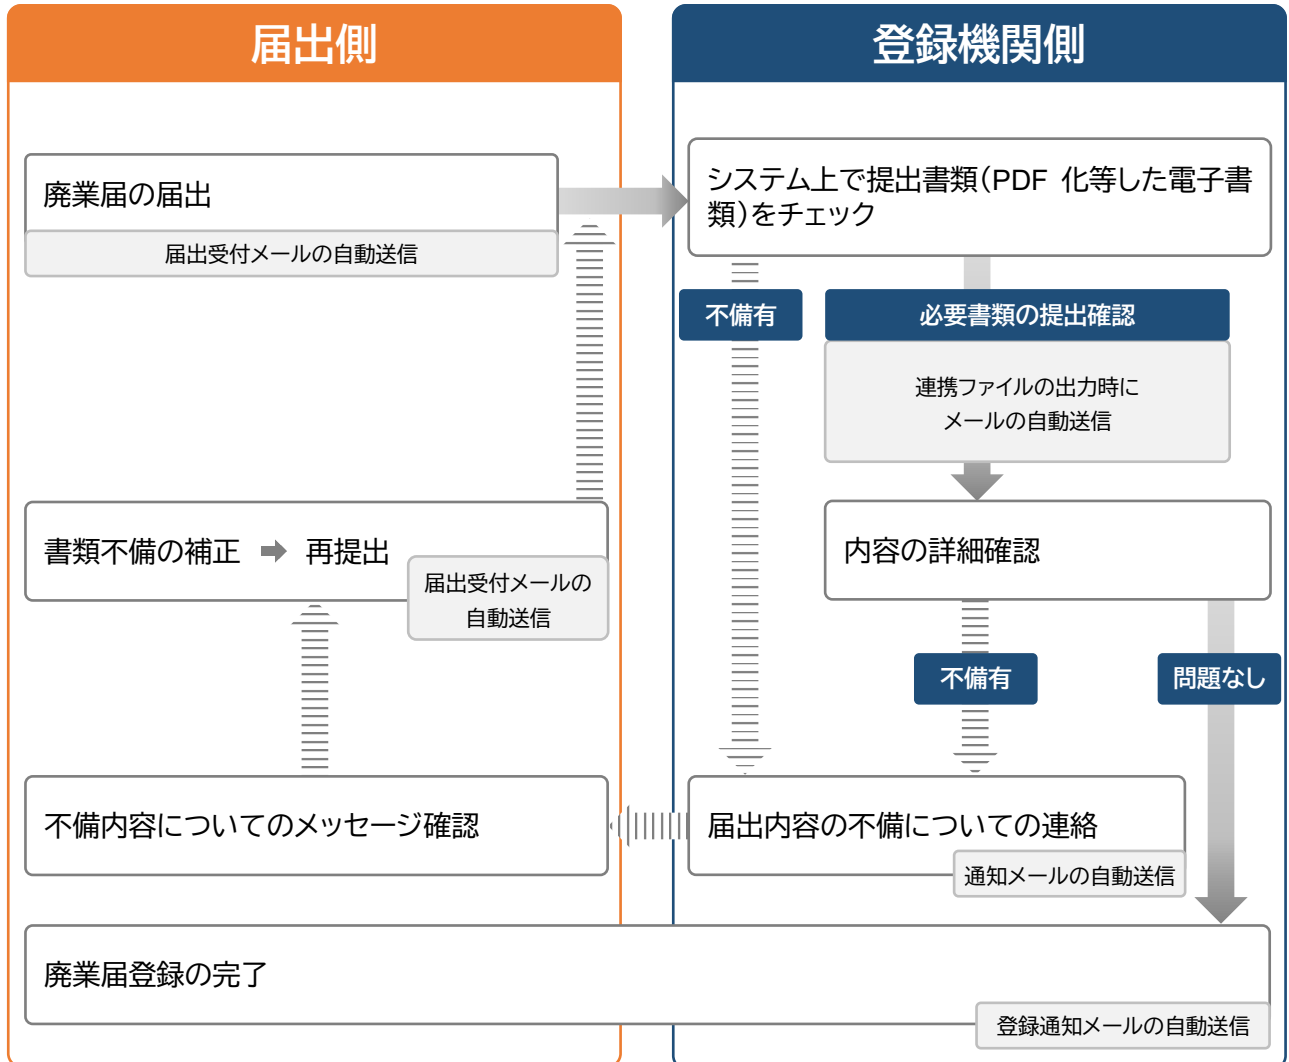 届出側
登録機関側
廃業届の届出
届出受付メールの自動送信
システム上で提出書類(PDF 化等した電子書
類)をチェック
不備有
必要書類の提出確認
連携ファイルの出力時に
メールの自動送信
書類不備の補正 ➡ 再提出
届出受付メールの
自動送信
内容の詳細確認
不備有
問題なし
不備内容についてのメッセージ確認
届出内容の不備についての連絡
通知メールの自動送信
廃業届登録の完了
登録通知メールの自動送信